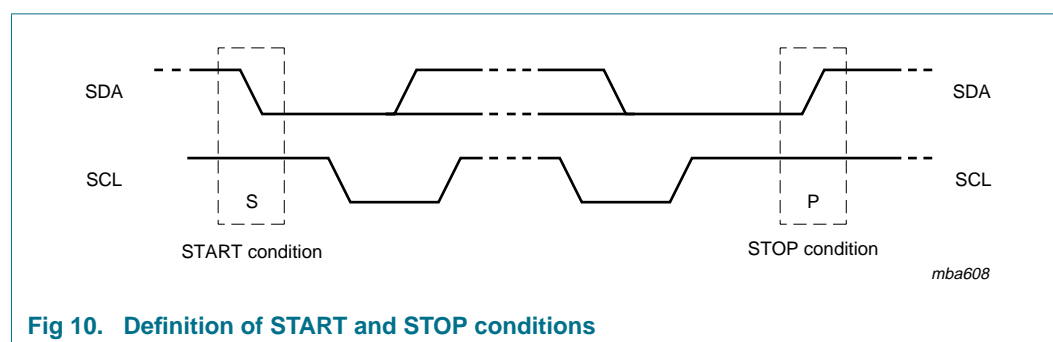 SDA SDA
SCL SCL
S P
START condition STOP condition
mba608
Fig 10. Definition of START and STOP conditions